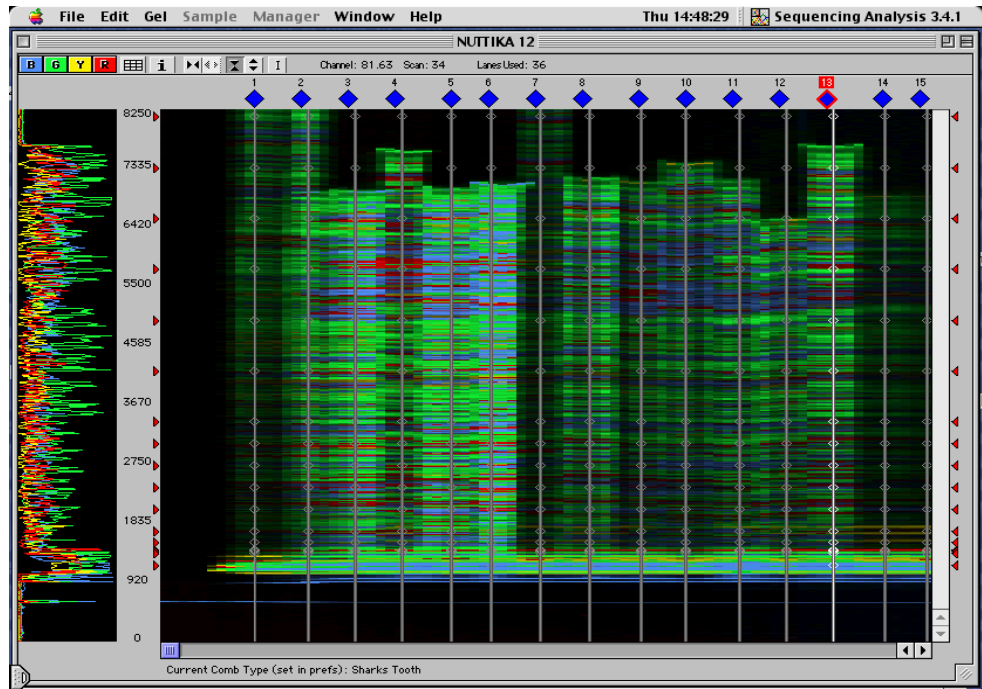 File Edit Gel Sample Manager Window Help Thu 14:48:29 Sequencing Analysis 3.4.1
NUTTIKA 12
B G Y R i I Channel: 81.63 Scan: 34 Lanes Used: 36
1 2 3 4 5 6 7 8 9 10 11 12 13 14 15
8250
7335
6420
5500
4585
3670
2750
1835
920
0
Current Comb Type (set in prefs): Sharks Tooth